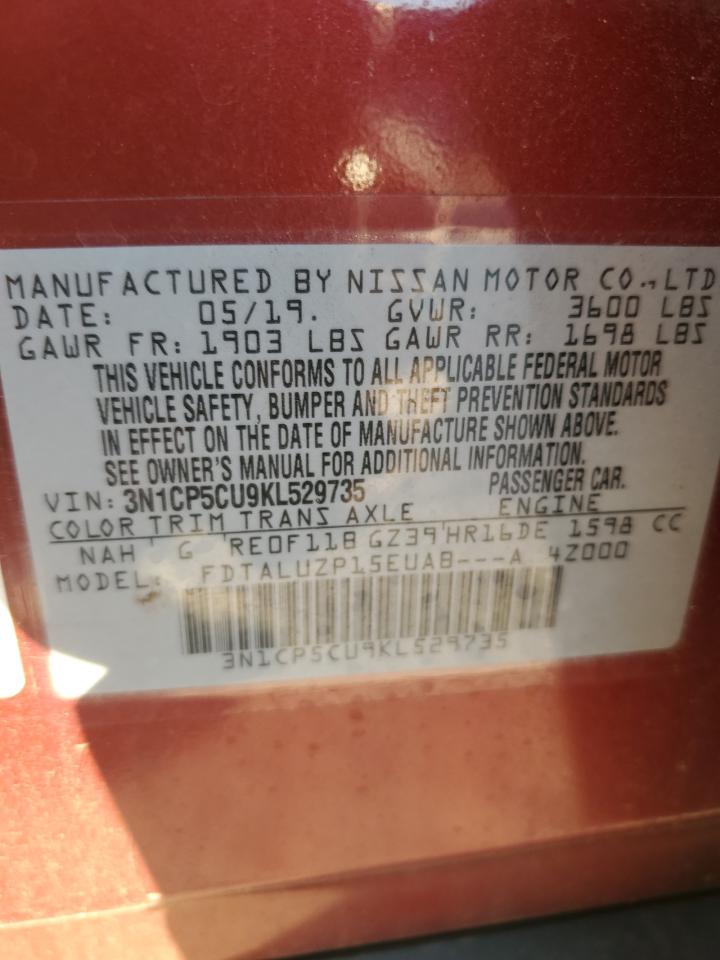 MANUFACTURED BY NISSAN MOTOR CO.,LTD
DATE: 05/19. GVWR: 3600 LBS
GAWR FR: 1903 LBS GAWR RR: 1698 LBS
THIS VEHICLE CONFORMS TO ALL APPLICABLE FEDERAL MOTOR
VEHICLE SAFETY, BUMPER AND THEFT PREVENTION STANDARDS
IN EFFECT ON THE DATE OF MANUFACTURE SHOWN ABOVE.
SEE OWNER'S MANUAL FOR ADDITIONAL INFORMATION.
VIN: 3N1CP5CU9KL529735 PASSENGER CAR.
COLOR TRIM TRANS AXLE ENGINE
NAH G RE0F11B GZ39 HR16DE 1598 CC
MODEL: FDTALUZP15EUAB---A 4Z000
3N1CP5CU9KL529735